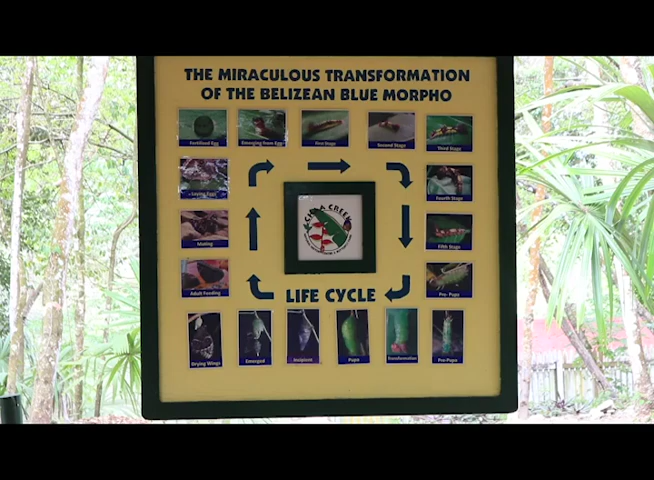 THE MIRACULOUS TRANSFORMATION
OF THE BELIZEAN BLUE MORPHO
Fertilized Egg
Emerging from Egg
First Stage
Second Stage
Third Stage
Laying Eggs
Fourth Stage
Mating
Fifth Stage
Adult Feeding
Pre- Pupa
CREEK
LIFE CYCLE
Drying Wings
Emerged
Pupa
Transformation
Pre-Pupa